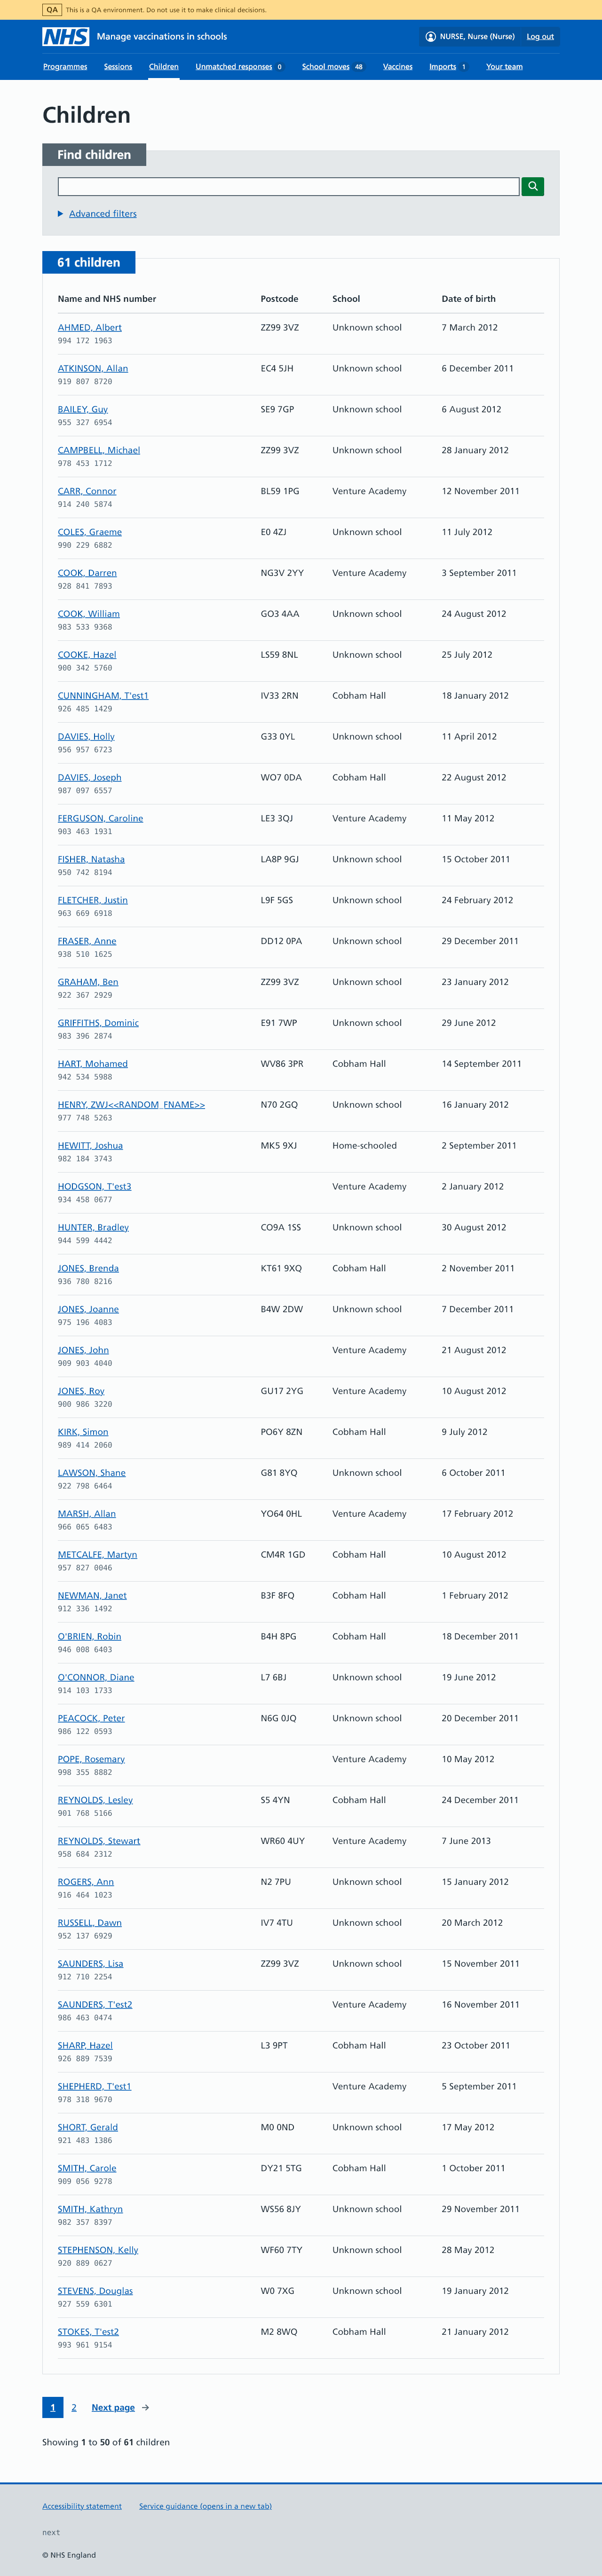 QA This is a QA environment. Do not use it to make clinical decisions.
NHS Manage vaccinations in schools NURSE, Nurse (Nurse) Log out
Programmes Sessions Children Unmatched responses 0 School moves 48 Vaccines Imports 1 Your team
Children
Find children
Advanced filters
61 children
Name and NHS number Postcode School Date of birth
AHMED, Albert ZZ99 3VZ Unknown school 7 March 2012
994 172 1963
ATKINSON, Allan EC4 5JH Unknown school 6 December 2011
919 807 8720
BAILEY, Guy SE9 7GP Unknown school 6 August 2012
955 327 6954
CAMPBELL, Michael ZZ99 3VZ Unknown school 28 January 2012
978 453 1712
CARR, Connor BL59 1PG Venture Academy 12 November 2011
914 240 5874
COLES, Graeme E0 4ZJ Unknown school 11 July 2012
990 229 6882
COOK, Darren NG3V 2YY Venture Academy 3 September 2011
928 841 7893
COOK, William GO3 4AA Unknown school 24 August 2012
983 533 9368
COOKE, Hazel LS59 8NL Unknown school 25 July 2012
900 342 5760
CUNNINGHAM, T'est1 IV33 2RN Cobham Hall 18 January 2012
926 485 1429
DAVIES, Holly G33 0YL Unknown school 11 April 2012
956 957 6723
DAVIES, Joseph WO7 0DA Cobham Hall 22 August 2012
987 097 6557
FERGUSON, Caroline LE3 3QJ Venture Academy 11 May 2012
903 463 1931
FISHER, Natasha LA8P 9GJ Unknown school 15 October 2011
950 742 8194
FLETCHER, Justin L9F 5GS Unknown school 24 February 2012
963 669 6918
FRASER, Anne DD12 0PA Unknown school 29 December 2011
938 510 1625
GRAHAM, Ben ZZ99 3VZ Unknown school 23 January 2012
922 367 2929
GRIFFITHS, Dominic E91 7WP Unknown school 29 June 2012
983 396 2874
HART, Mohamed WV86 3PR Cobham Hall 14 September 2011
942 534 5988
HENRY, ZWJ<<RANDOM_FNAME>> N70 2GQ Unknown school 16 January 2012
977 748 5263
HEWITT, Joshua MK5 9XJ Home-schooled 2 September 2011
982 184 3743
HODGSON, T'est3 Venture Academy 2 January 2012
934 458 0677
HUNTER, Bradley CO9A 1SS Unknown school 30 August 2012
944 599 4442
JONES, Brenda KT61 9XQ Cobham Hall 2 November 2011
936 780 8216
JONES, Joanne B4W 2DW Unknown school 7 December 2011
975 196 4083
JONES, John Venture Academy 21 August 2012
909 903 4040
JONES, Roy GU17 2YG Venture Academy 10 August 2012
900 986 3220
KIRK, Simon PO6Y 8ZN Cobham Hall 9 July 2012
989 414 2060
LAWSON, Shane G81 8YQ Unknown school 6 October 2011
922 798 6464
MARSH, Allan YO64 0HL Venture Academy 17 February 2012
966 065 6483
METCALFE, Martyn CM4R 1GD Cobham Hall 10 August 2012
957 827 0046
NEWMAN, Janet B3F 8FQ Cobham Hall 1 February 2012
912 336 1492
O'BRIEN, Robin B4H 8PG Cobham Hall 18 December 2011
946 008 6403
O'CONNOR, Diane L7 6BJ Unknown school 19 June 2012
914 103 1733
PEACOCK, Peter N6G 0JQ Unknown school 20 December 2011
986 122 0593
POPE, Rosemary Venture Academy 10 May 2012
998 355 8882
REYNOLDS, Lesley S5 4YN Cobham Hall 24 December 2011
901 768 5166
REYNOLDS, Stewart WR60 4UY Venture Academy 7 June 2013
958 684 2312
ROGERS, Ann N2 7PU Unknown school 15 January 2012
916 464 1023
RUSSELL, Dawn IV7 4TU Unknown school 20 March 2012
952 137 6929
SAUNDERS, Lisa ZZ99 3VZ Unknown school 15 November 2011
912 710 2254
SAUNDERS, T'est2 Venture Academy 16 November 2011
986 463 0474
SHARP, Hazel L3 9PT Cobham Hall 23 October 2011
926 889 7539
SHEPHERD, T'est1 Venture Academy 5 September 2011
978 318 9670
SHORT, Gerald M0 0ND Unknown school 17 May 2012
921 483 1386
SMITH, Carole DY21 5TG Cobham Hall 1 October 2011
909 056 9278
SMITH, Kathryn WS56 8JY Unknown school 29 November 2011
982 357 8397
STEPHENSON, Kelly WF60 7TY Unknown school 28 May 2012
920 889 0627
STEVENS, Douglas W0 7XG Unknown school 19 January 2012
927 559 6301
STOKES, T'est2 M2 8WQ Cobham Hall 21 January 2012
993 961 9154
1 2 Next page →
Showing 1 to 50 of 61 children
Accessibility statement Service guidance (opens in a new tab)
next
© NHS England